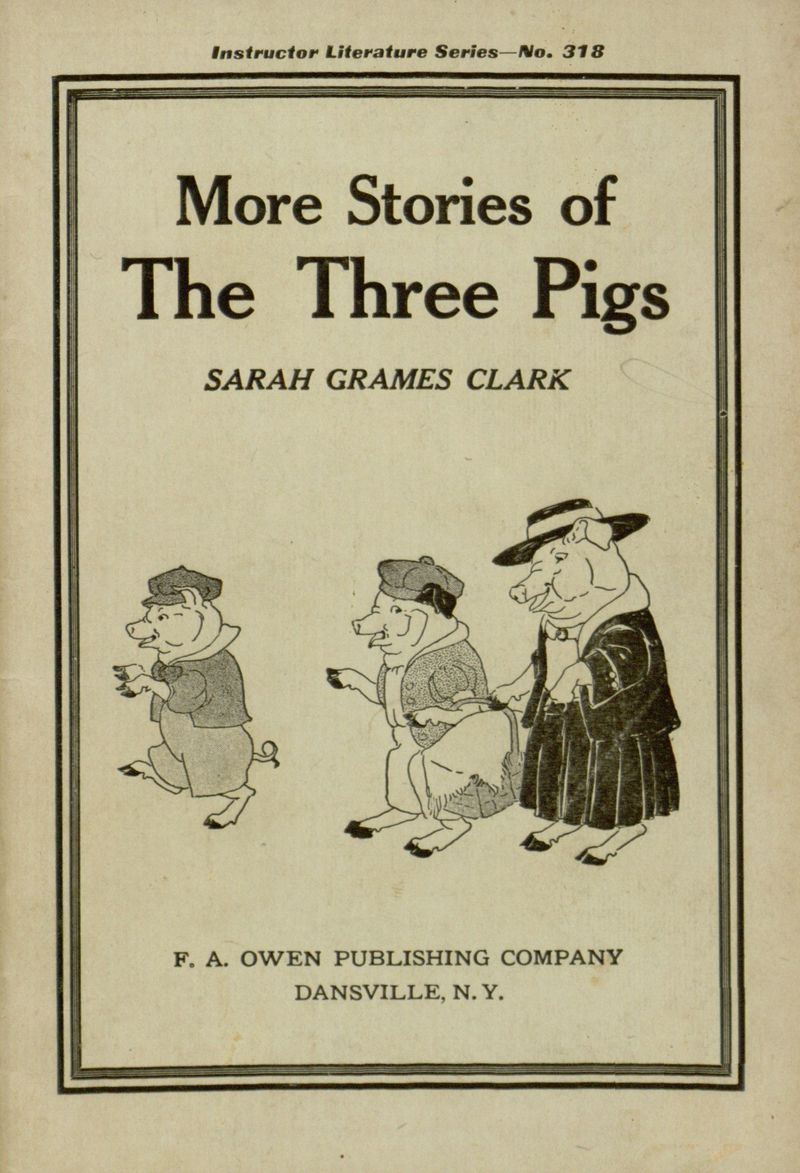 Instructor Literature Series—No. 318
More Stories of
The Three Pigs
SARAH GRAMES CLARK
F. A. OWEN PUBLISHING COMPANY
DANSVILLE, N. Y.